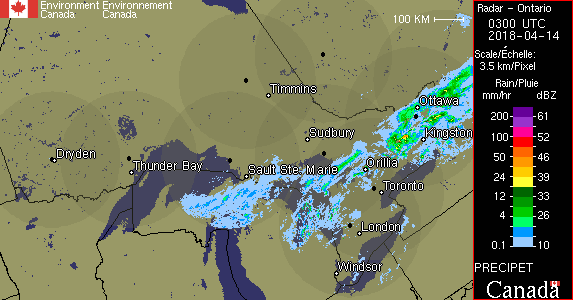 Environment Environnement
Canada Canada
100 KM
Radar - Ontario
0300 UTC
2018-04-14
Scale/Échelle:
3.5 km/Pixel
Rain/Pluie
mm/hr dBZ
200 61
100 52
50 46
24 39
12 33
4 26
0.1 10
PRECIPET
Canada
Timmins
Ottawa
Sudbury
Kingston
Dryden
Thunder Bay
Sault Ste. Marie
Orillia
Toronto
London
Windsor